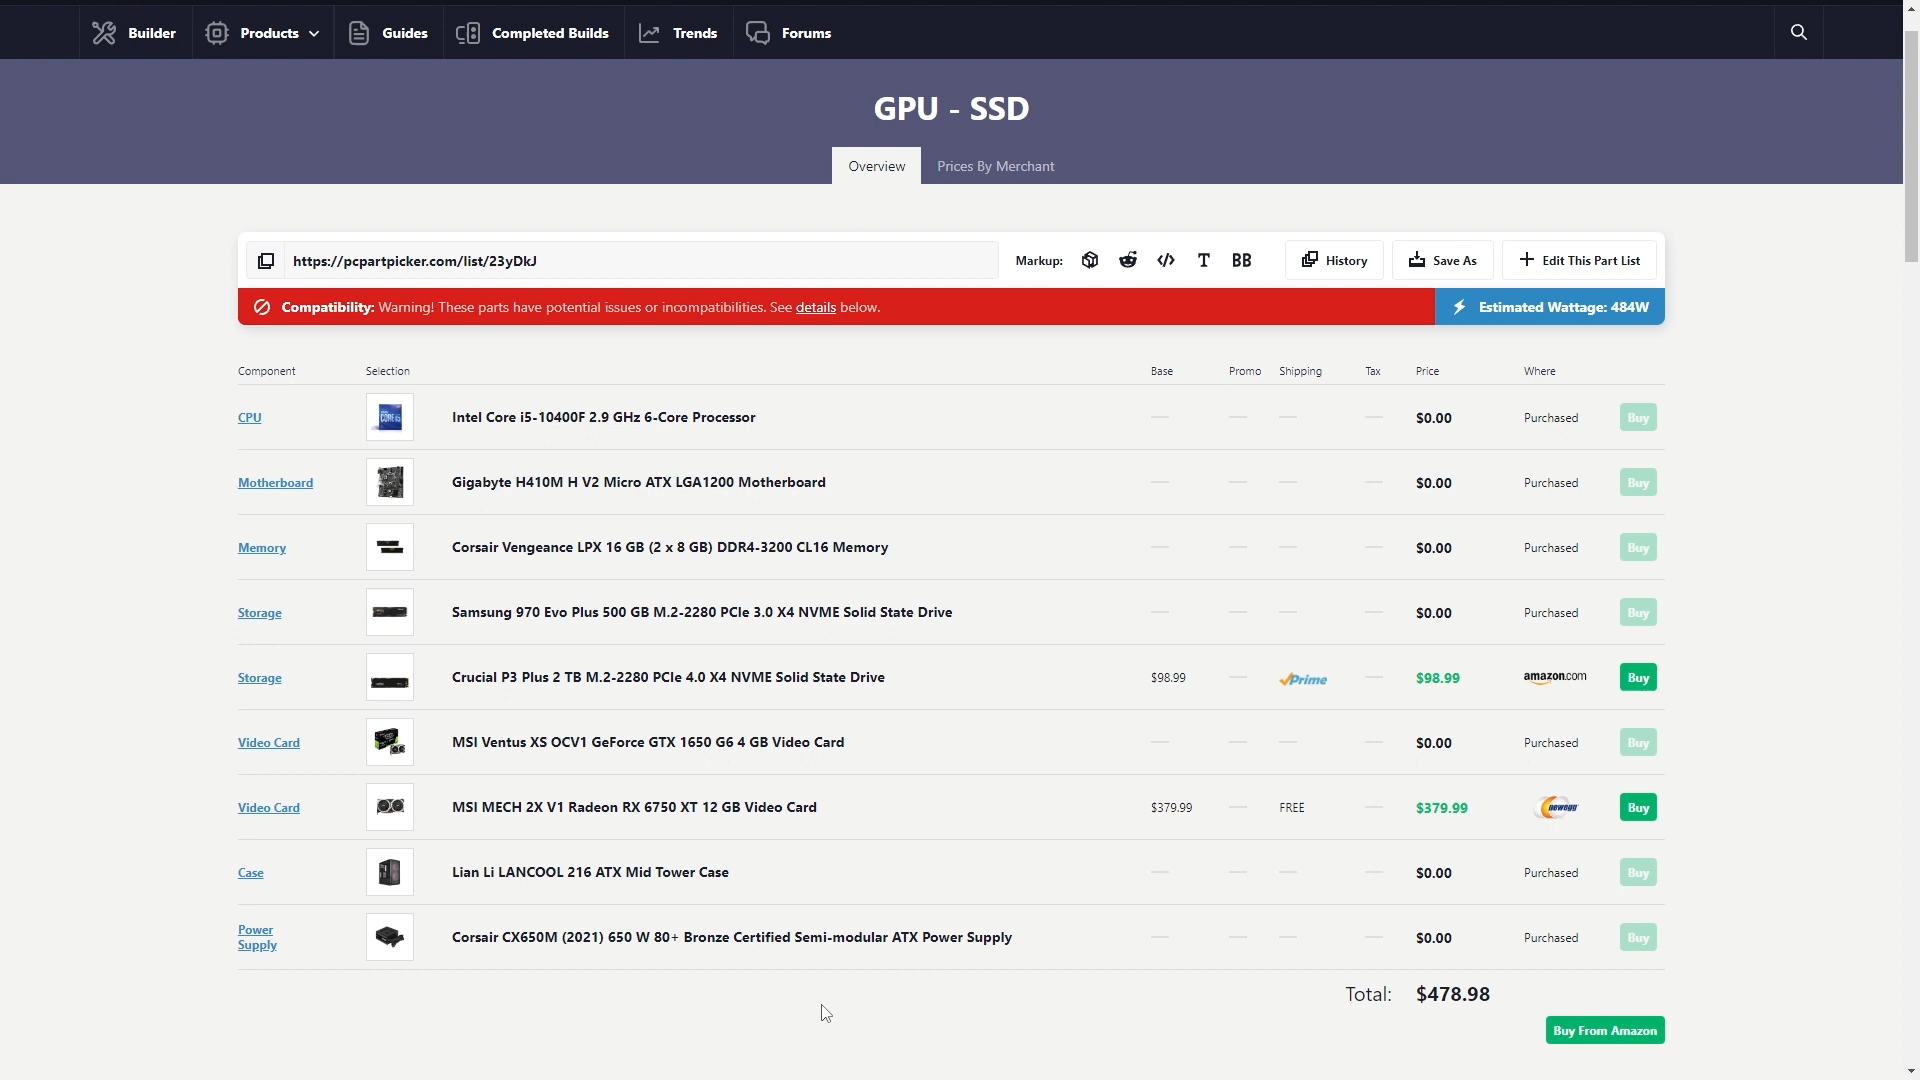 Builder Products Guides Completed Builds Trends Forums
GPU - SSD
Overview Prices By Merchant
https://pcpartpicker.com/list/23yDkJ Markup: T BB History Save As Edit This Part List
Compatibility: Warning! These parts have potential issues or incompatibilities. See details below. Estimated Wattage: 484W
Component Selection Base Promo Shipping Tax Price Where
CPU Intel Core i5-10400F 2.9 GHz 6-Core Processor — — — — $0.00 Purchased Buy
Motherboard Gigabyte H410M H V2 Micro ATX LGA1200 Motherboard — — — — $0.00 Purchased Buy
Memory Corsair Vengeance LPX 16 GB (2 x 8 GB) DDR4-3200 CL16 Memory — — — — $0.00 Purchased Buy
Storage Samsung 970 Evo Plus 500 GB M.2-2280 PCIe 3.0 X4 NVME Solid State Drive — — — — $0.00 Purchased Buy
Storage Crucial P3 Plus 2 TB M.2-2280 PCIe 4.0 X4 NVME Solid State Drive $98.99 — Prime — $98.99 amazon.com Buy
Video Card MSI Ventus XS OCV1 GeForce GTX 1650 G6 4 GB Video Card — — — — $0.00 Purchased Buy
Video Card MSI MECH 2X V1 Radeon RX 6750 XT 12 GB Video Card $379.99 — FREE — $379.99 newegg Buy
Case Lian Li LANCOOL 216 ATX Mid Tower Case — — — — $0.00 Purchased Buy
Power
Supply Corsair CX650M (2021) 650 W 80+ Bronze Certified Semi-modular ATX Power Supply — — — — $0.00 Purchased Buy
Total: $478.98
Buy From Amazon